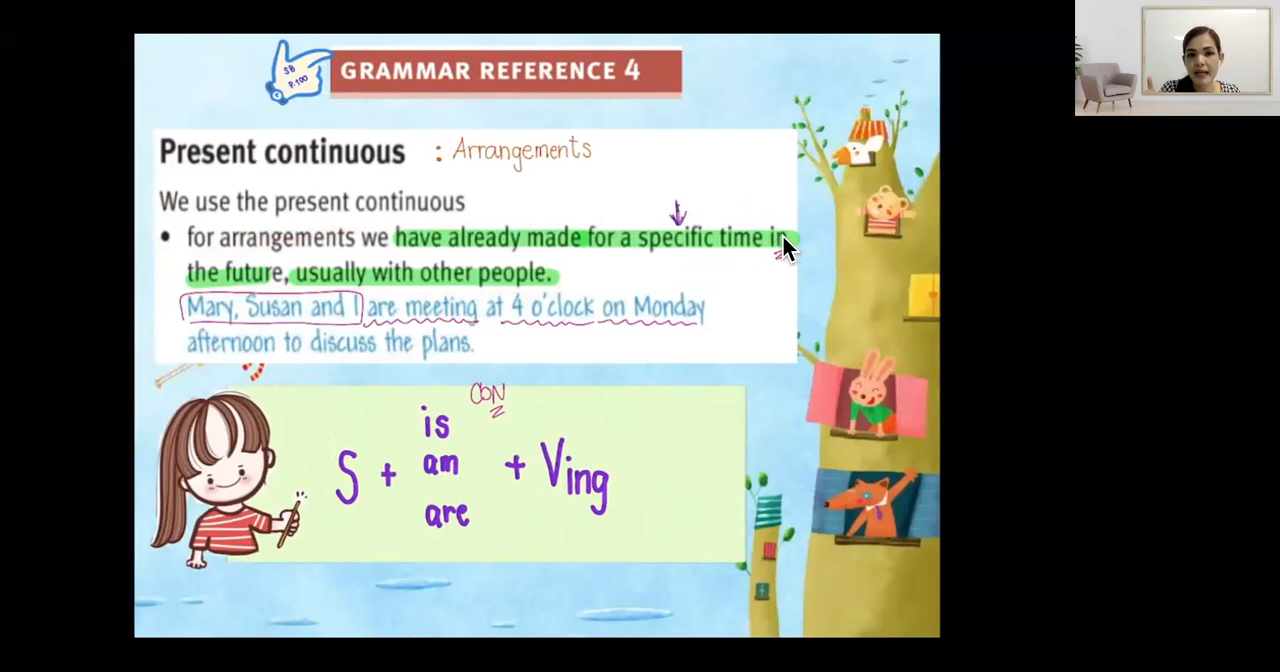 SB
P.100
GRAMMAR REFERENCE 4
Present continuous : Arrangements
We use the present continuous
• for arrangements we have already made for a specific time in
the future, usually with other people.
Mary, Susan and I are meeting at 4 o'clock on Monday
afternoon to discuss the plans.
CON
is
S + am + Ving
are